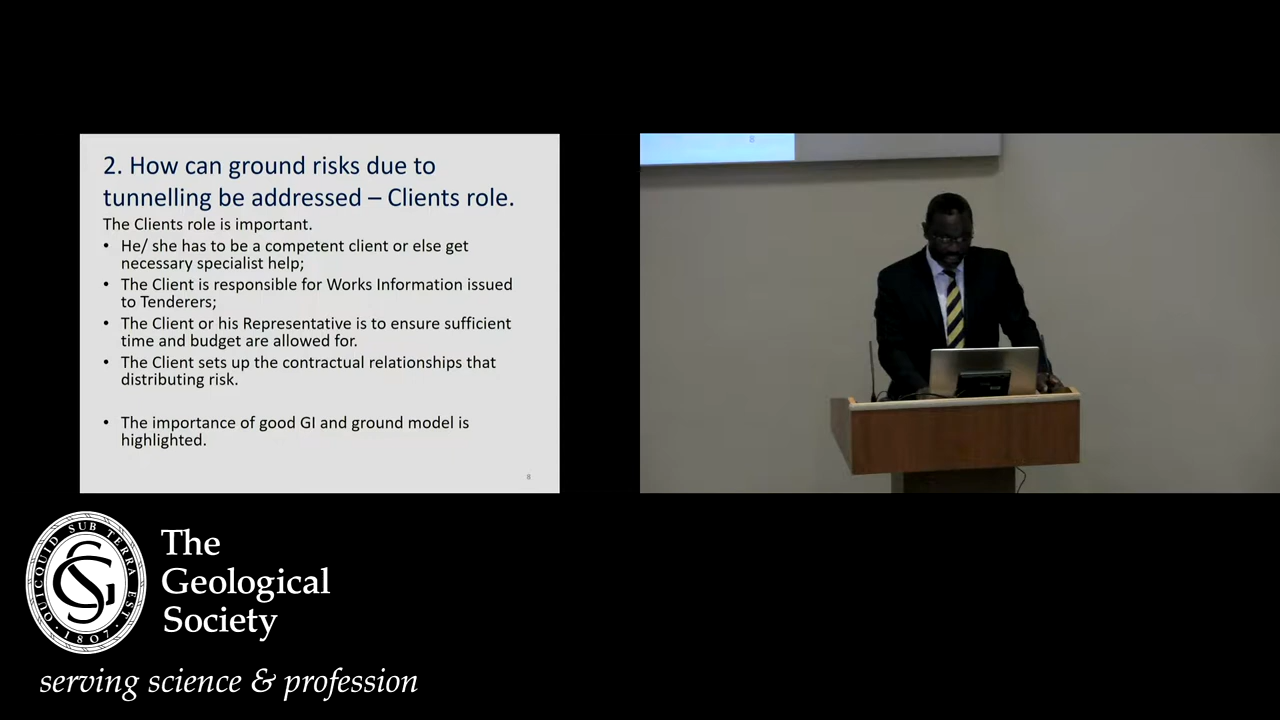 2. How can ground risks due to
tunnelling be addressed – Clients role.
The Clients role is important.
• He/ she has to be a competent client or else get
necessary specialist help;
• The Client is responsible for Works Information issued
to Tenderers;
• The Client or his Representative is to ensure sufficient
time and budget are allowed for.
• The Client sets up the contractual relationships that
distributing risk.
• The importance of good GI and ground model is
highlighted.
8
8
QUICQUID SUB TERRA EST
GS
· 1807 ·
The
Geological
Society
serving science & profession